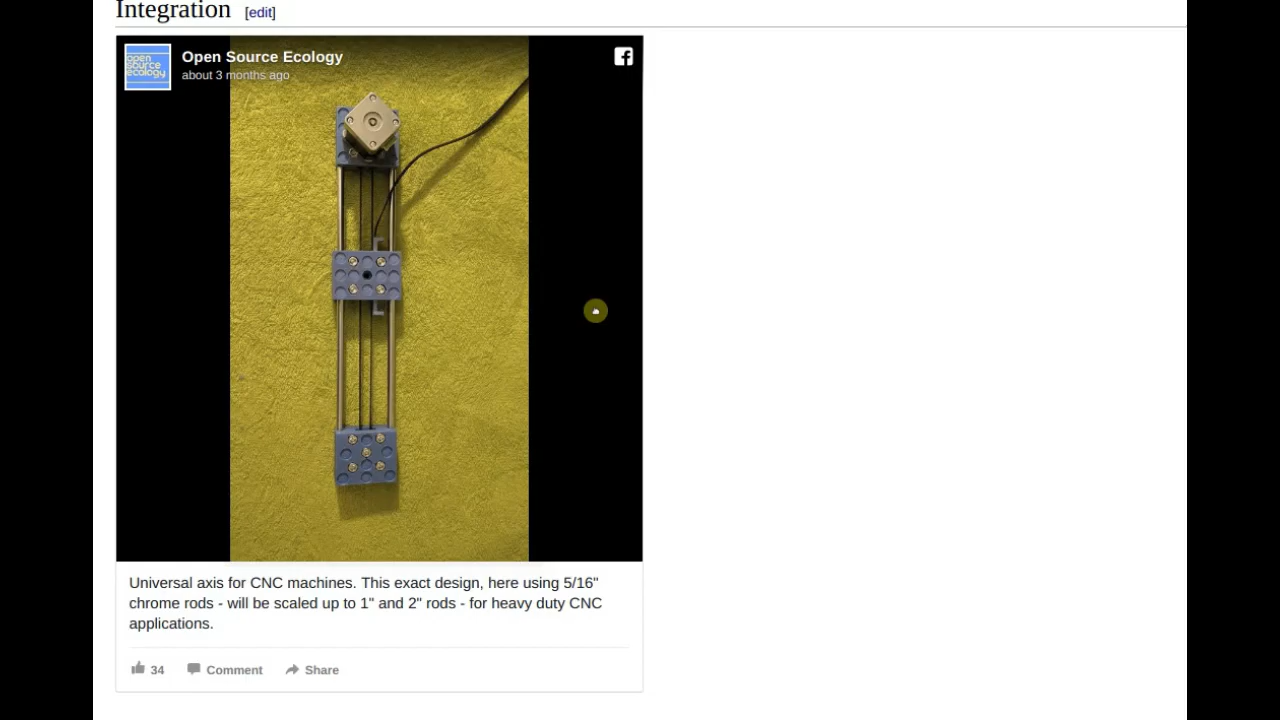 Integration [edit]
open
source
ecology
Open Source Ecology
about 3 months ago
Universal axis for CNC machines. This exact design, here using 5/16"
chrome rods - will be scaled up to 1" and 2" rods - for heavy duty CNC
applications.
34 Comment Share